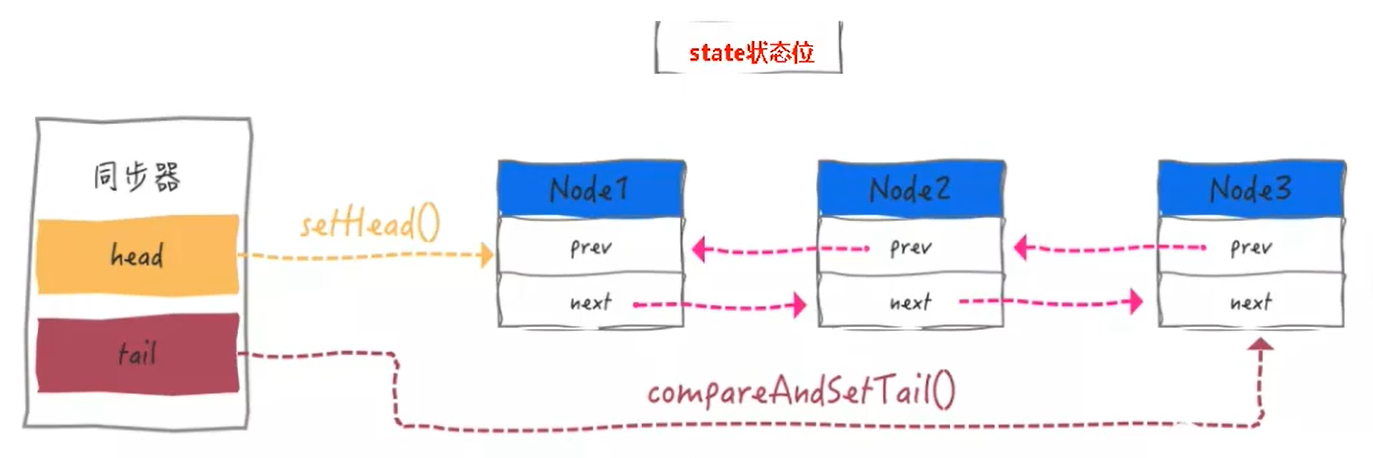 state状态位
同步器
head
tail
setHead()
Node1
prev
next
Node2
prev
next
Node3
prev
next
compareAndSetTail()